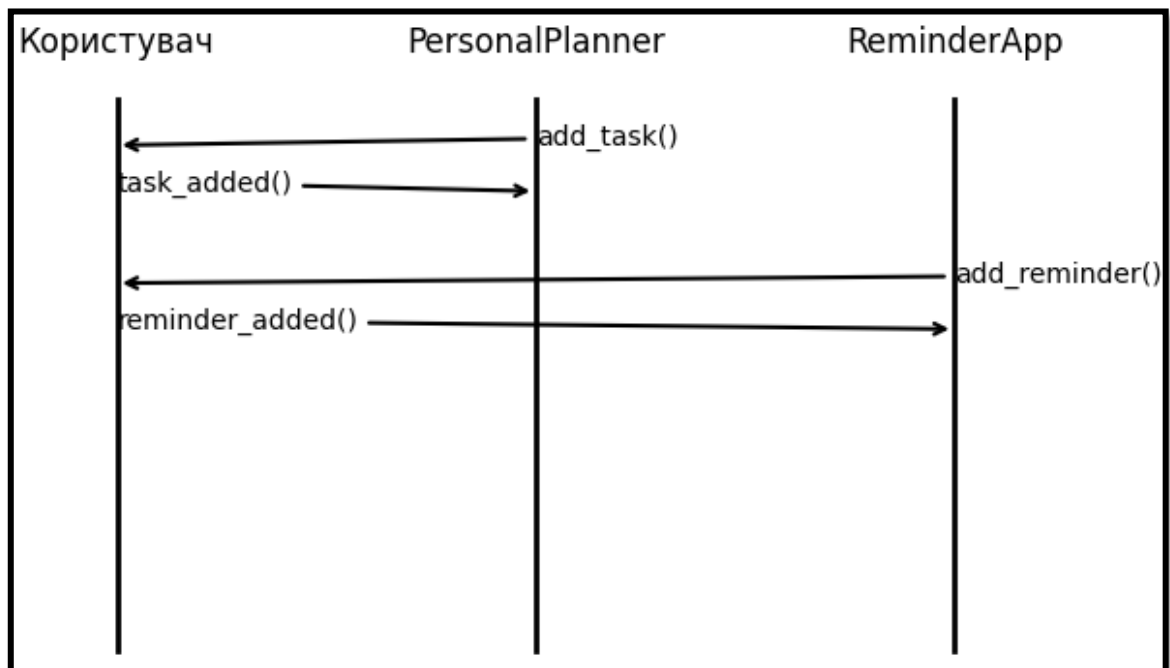 Користувач PersonalPlanner ReminderApp
add_task()
task_added()
add_reminder()
reminder_added()